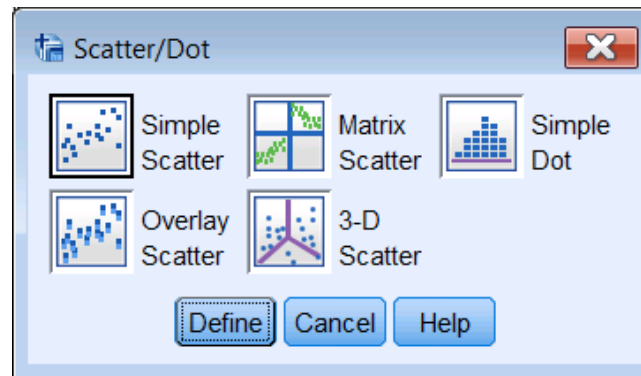 Scatter/Dot
Simple
Scatter
Matrix
Scatter
Simple
Dot
Overlay
Scatter
3-D
Scatter
Define
Cancel
Help